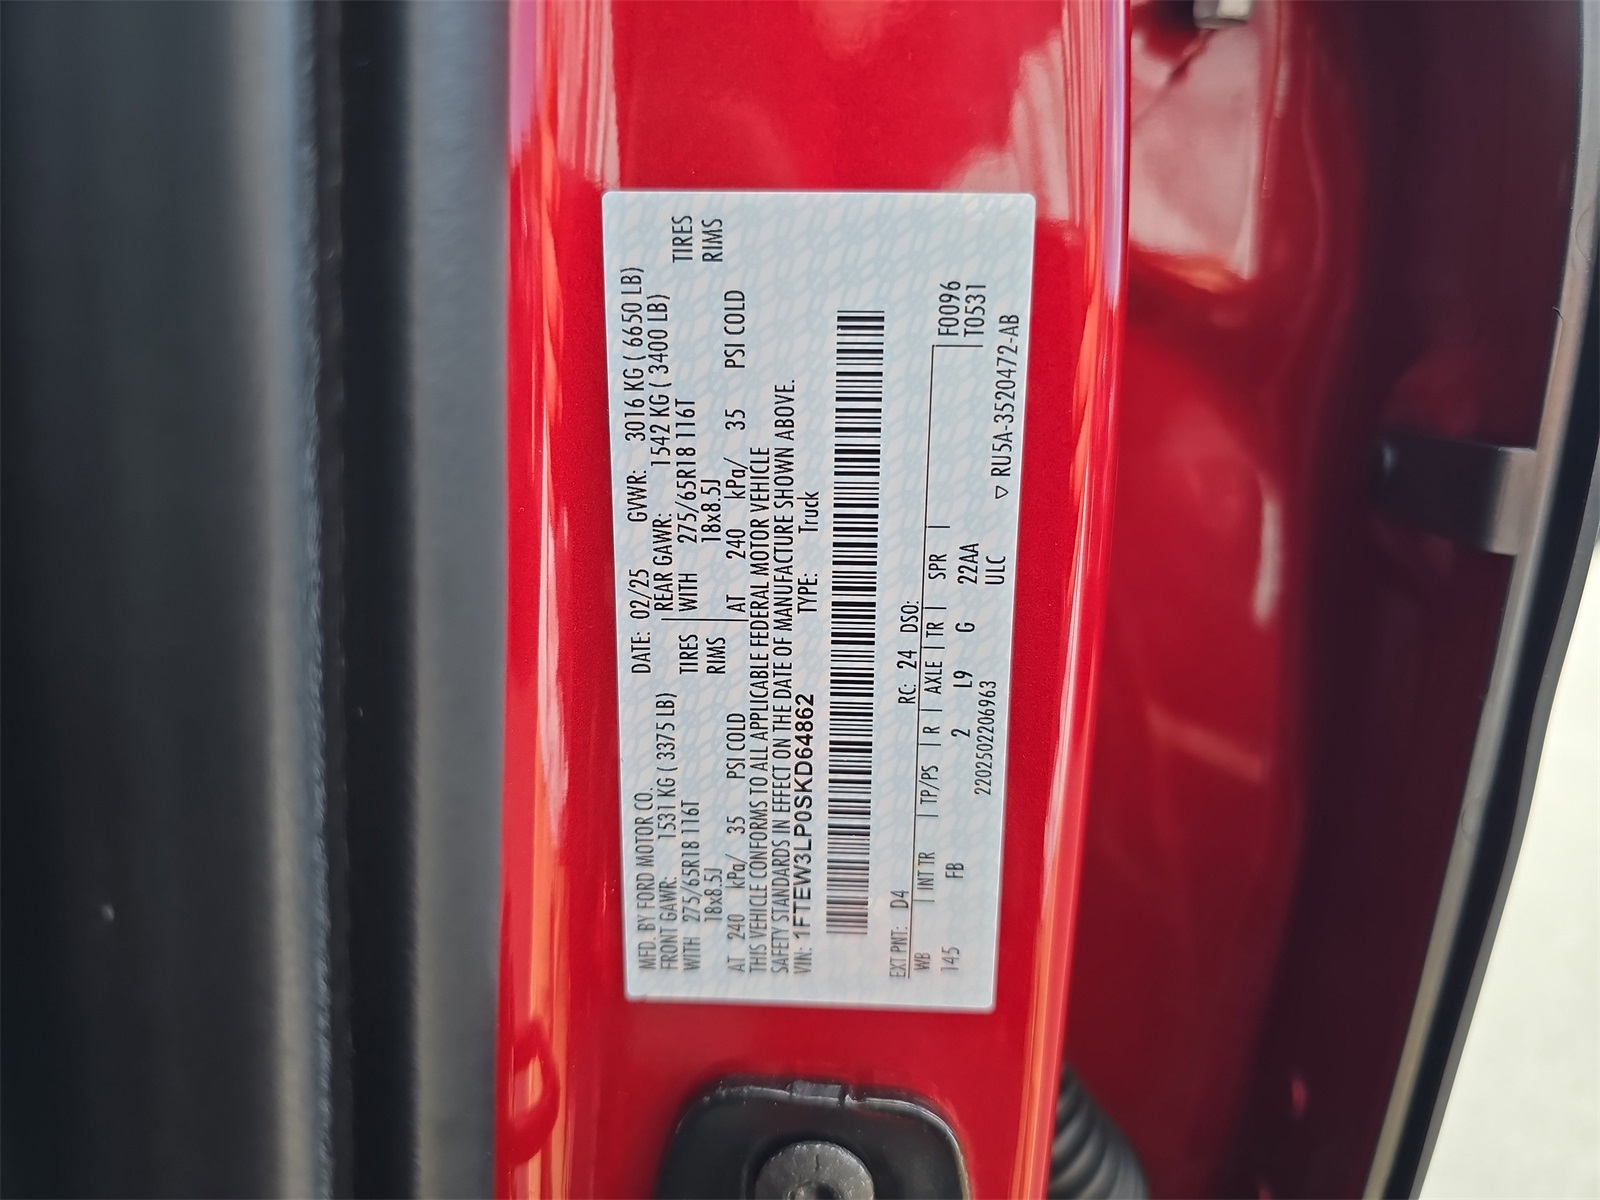 MFD. BY FORD MOTOR CO. DATE: 02/25 GVWR: 3016 KG ( 6650 LB)
FRONT GAWR: 1531 KG ( 3375 LB) REAR GAWR: 1542 KG ( 3400 LB)
WITH 275/65R18 116T TIRES WITH 275/65R18 116T TIRES
18x8.5J RIMS 18x8.5J RIMS
AT 240 kPa/ 35 PSI COLD AT 240 kPa/ 35 PSI COLD
THIS VEHICLE CONFORMS TO ALL APPLICABLE FEDERAL MOTOR VEHICLE
SAFETY STANDARDS IN EFFECT ON THE DATE OF MANUFACTURE SHOWN ABOVE.
VIN: 1FTEW3LP0SKD64862 TYPE: Truck
EXT PNT: D4 RC: 24 DSO:
WB | INT TR | TP/PS | R | AXLE | TR | SPR | F0096
145 FB 2 L9 G 22AA T0531
2202502206963 ULC ▽ RU5A-3520472-AB